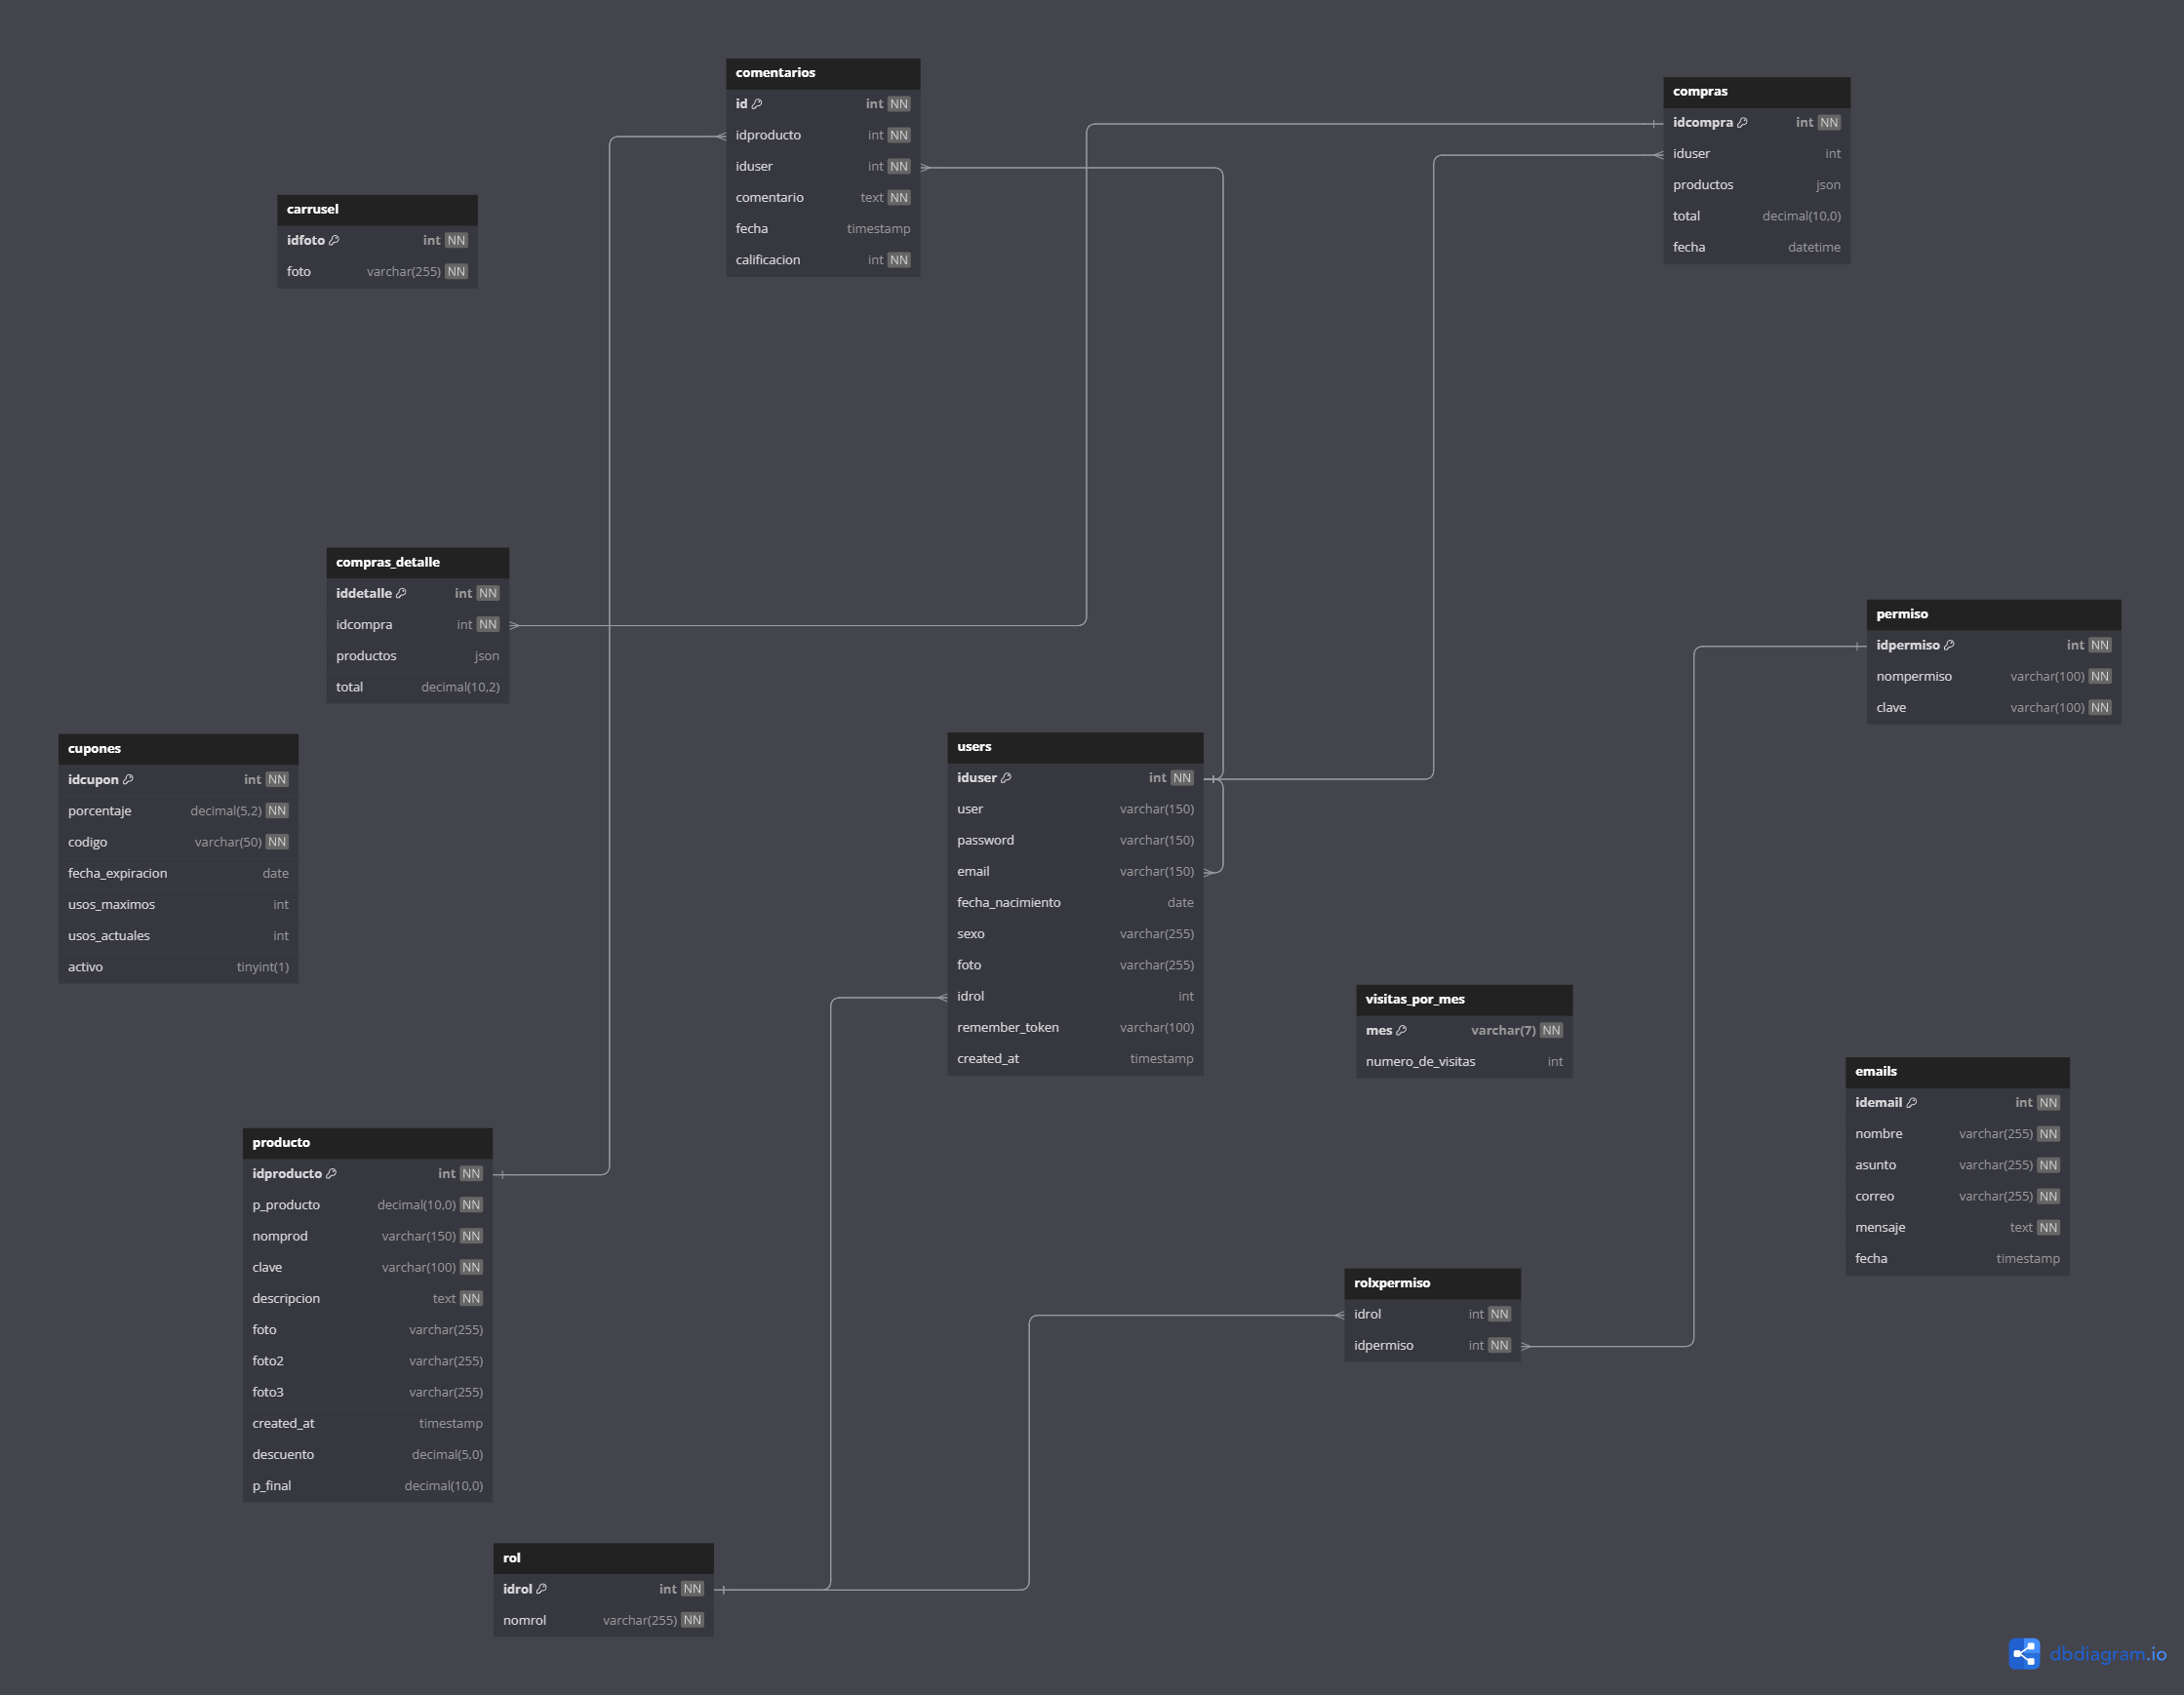 comentarios
id int NN
idproducto int NN
iduser int NN
comentario text NN
fecha timestamp
calificacion int NN
compras
idcompra int NN
iduser int
productos json
total decimal(10,0)
fecha datetime
carrusel
idfoto int NN
foto varchar(255) NN
compras_detalle
iddetalle int NN
idcompra int NN
productos json
total decimal(10,2)
permiso
idpermiso int NN
nompermiso varchar(100) NN
clave varchar(100) NN
cupones
idcupon int NN
porcentaje decimal(5,2) NN
codigo varchar(50) NN
fecha_expiracion date
usos_maximos int
usos_actuales int
activo tinyint(1)
users
iduser int NN
user varchar(150)
password varchar(150)
email varchar(150)
fecha_nacimiento date
sexo varchar(255)
foto varchar(255)
idrol int
remember_token varchar(100)
created_at timestamp
visitas_por_mes
mes varchar(7) NN
numero_de_visitas int
emails
idemail int NN
nombre varchar(255) NN
asunto varchar(255) NN
correo varchar(255) NN
mensaje text NN
fecha timestamp
producto
idproducto int NN
p_producto decimal(10,0) NN
nomprod varchar(150) NN
clave varchar(100) NN
descripcion text NN
foto varchar(255)
foto2 varchar(255)
foto3 varchar(255)
created_at timestamp
descuento decimal(5,0)
p_final decimal(10,0)
rolxpermiso
idrol int NN
idpermiso int NN
rol
idrol int NN
nomrol varchar(255) NN
dbdiagram.io